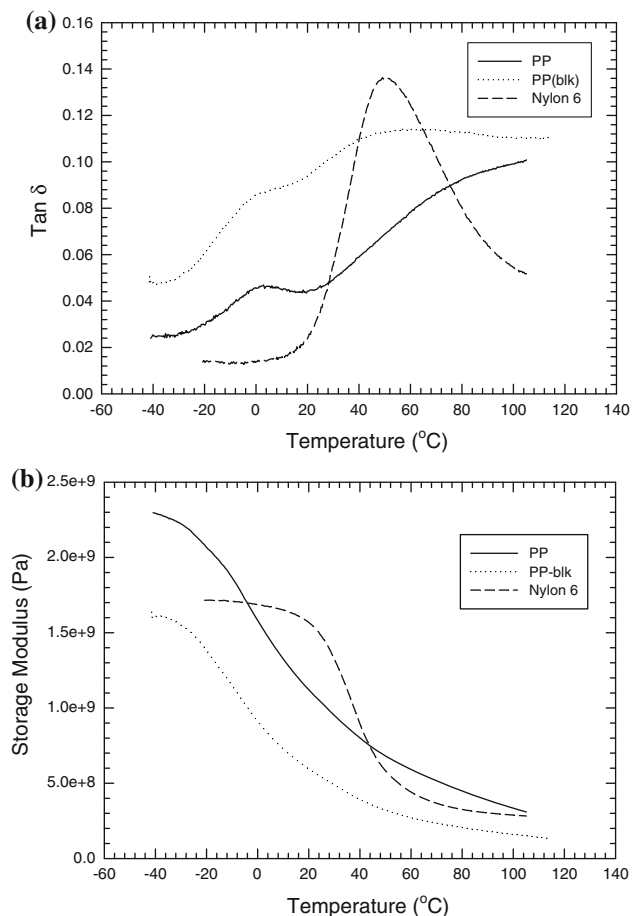 (a)
0.16
0.14
0.12
0.10
0.08
0.06
0.04
0.02
0.00
Tan δ
PP
PP(blk)
Nylon 6
-60 -40 -20 0 20 40 60 80 100 120 140
Temperature (°C)
(b)
2.5e+9
2.0e+9
1.5e+9
1.0e+9
5.0e+8
0.0
Storage Modulus (Pa)
PP
PP-blk
Nylon 6
-60 -40 -20 0 20 40 60 80 100 120 140
Temperature (°C)